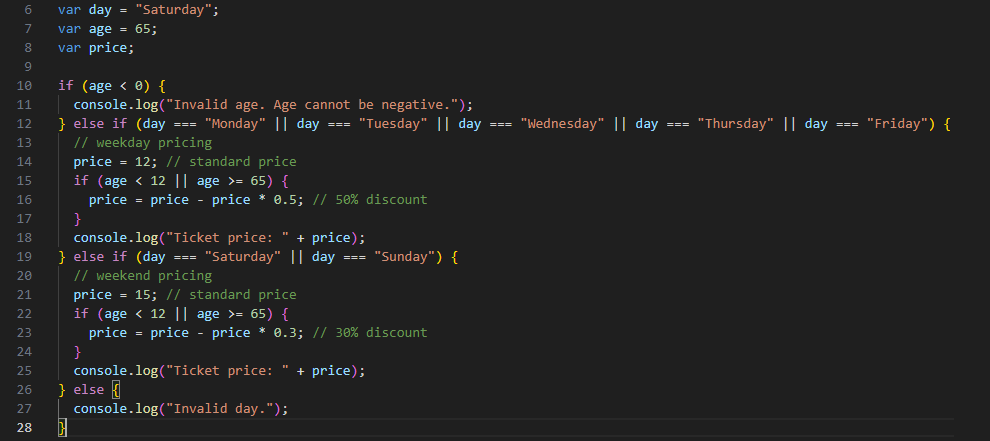 6 var day = "Saturday";
7 var age = 65;
8 var price;
9
10 if (age < 0) {
11   console.log("Invalid age. Age cannot be negative.");
12 } else if (day === "Monday" || day === "Tuesday" || day === "Wednesday" || day === "Thursday" || day === "Friday") {
13   // weekday pricing
14   price = 12; // standard price
15   if (age < 12 || age >= 65) {
16     price = price - price * 0.5; // 50% discount
17   }
18   console.log("Ticket price: " + price);
19 } else if (day === "Saturday" || day === "Sunday") {
20   // weekend pricing
21   price = 15; // standard price
22   if (age < 12 || age >= 65) {
23     price = price - price * 0.3; // 30% discount
24   }
25   console.log("Ticket price: " + price);
26 } else {
27   console.log("Invalid day.");
28 }